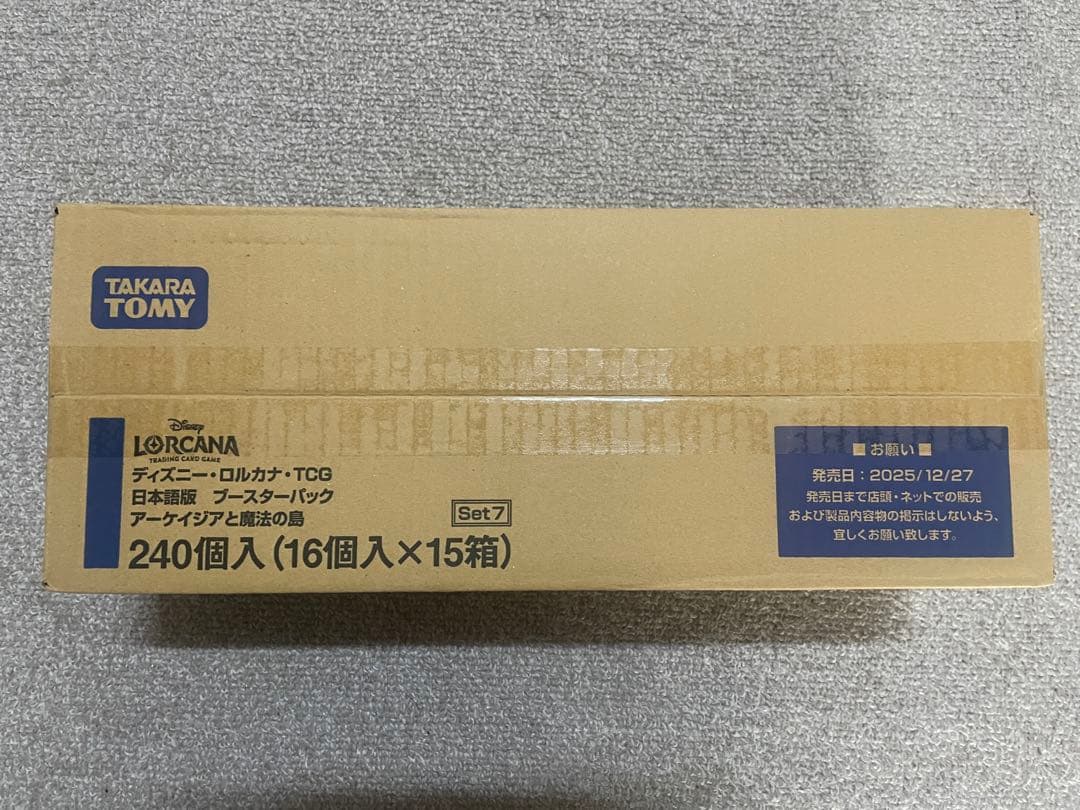 TAKARA
TOMY
Disney
LORCANA
TRADING CARD GAME
ディズニー・ロルカナ・TCG
日本語版 ブースターパック
アーケイジアと魔法の島
Set7
240個入(16個入×15箱)
■お願い■
発売日:2025/12/27
発売日まで店頭・ネットでの販売
および製品内容物の掲示はしないよう、
宜しくお願い致します。